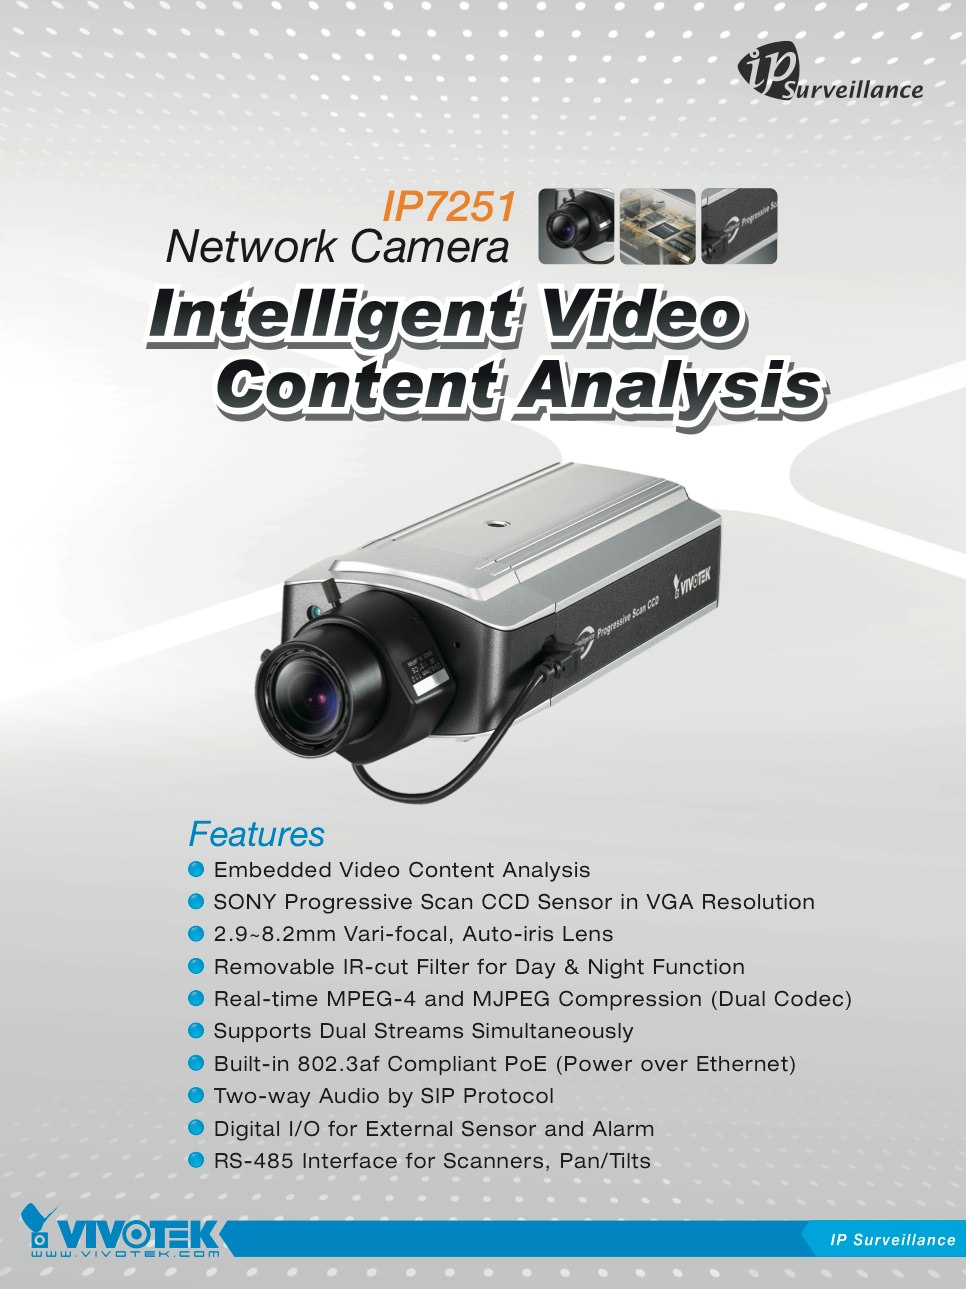 ip
Surveillance
IP7251
Network Camera
Progressive Sca
Intelligent Video
Content Analysis
VIVOTEK
Progressive Scan CCD
Features
Embedded Video Content Analysis
SONY Progressive Scan CCD Sensor in VGA Resolution
2.9~8.2mm Vari-focal, Auto-iris Lens
Removable IR-cut Filter for Day & Night Function
Real-time MPEG-4 and MJPEG Compression (Dual Codec)
Supports Dual Streams Simultaneously
Built-in 802.3af Compliant PoE (Power over Ethernet)
Two-way Audio by SIP Protocol
Digital I/O for External Sensor and Alarm
RS-485 Interface for Scanners, Pan/Tilts
VIVOTEK
www.vivotek.com
IP Surveillance